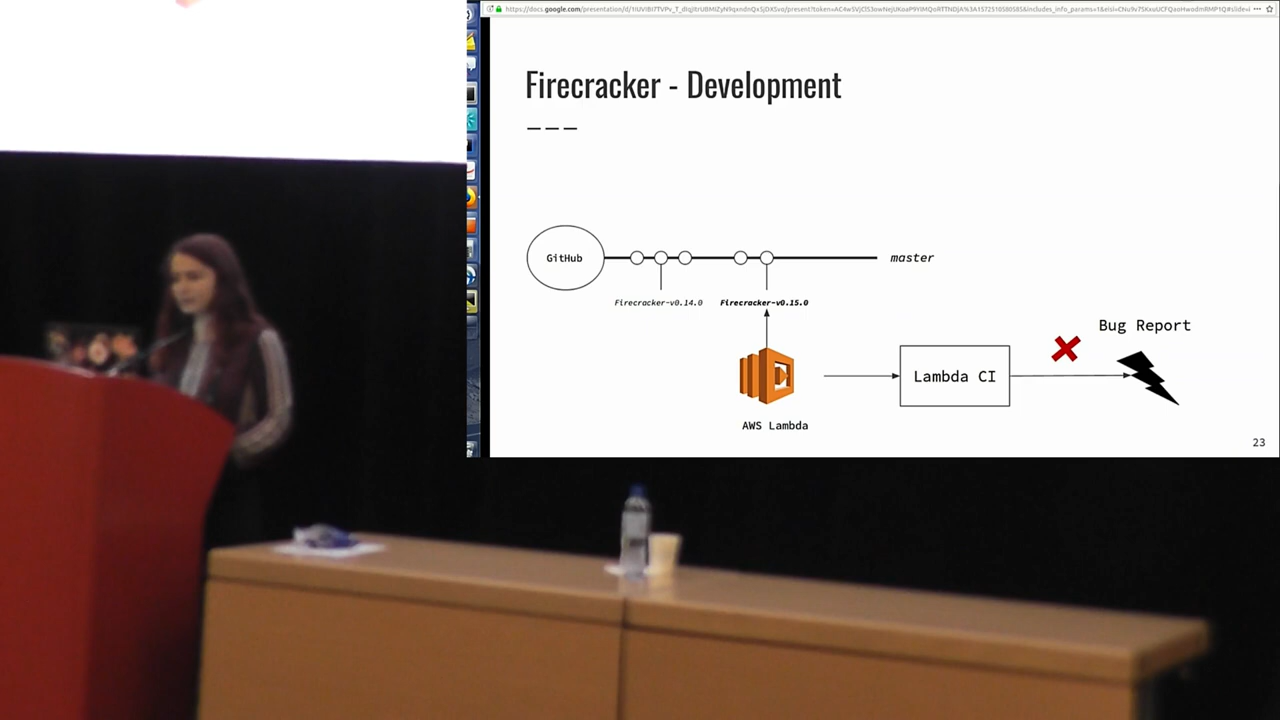 Firecracker - Development
GitHub
master
Firecracker-v0.14.0
Firecracker-v0.15.0
Bug Report
Lambda CI
AWS Lambda
23